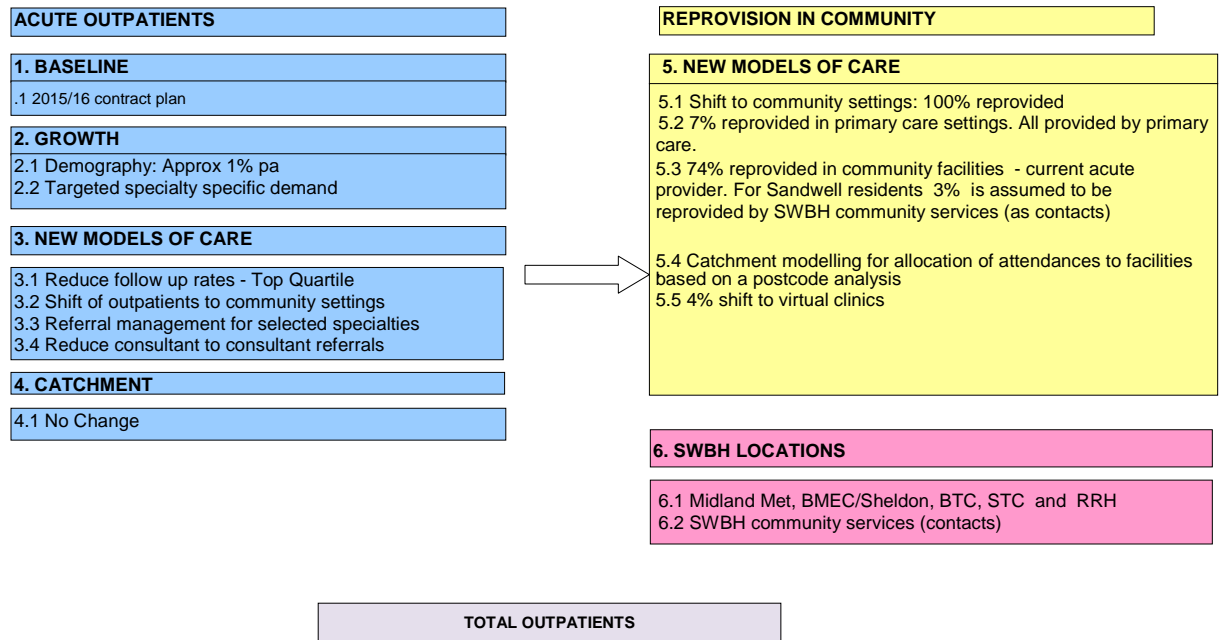 ACUTE OUTPATIENTS
1. BASELINE
.1 2015/16 contract plan
2. GROWTH
2.1 Demography: Approx 1% pa
2.2 Targeted specialty specific demand
3. NEW MODELS OF CARE
3.1 Reduce follow up rates - Top Quartile
3.2 Shift of outpatients to community settings
3.3 Referral management for selected specialties
3.4 Reduce consultant to consultant referrals
4. CATCHMENT
4.1 No Change
REPROVISION IN COMMUNITY
5. NEW MODELS OF CARE
5.1 Shift to community settings: 100% reprovided
5.2 7% reprovided in primary care settings. All provided by primary
care.
5.3 74% reprovided in community facilities - current acute
provider. For Sandwell residents 3% is assumed to be
reprovided by SWBH community services (as contacts)
5.4 Catchment modelling for allocation of attendances to facilities
based on a postcode analysis
5.5 4% shift to virtual clinics
6. SWBH LOCATIONS
6.1 Midland Met, BMEC/Sheldon, BTC, STC and RRH
6.2 SWBH community services (contacts)
TOTAL OUTPATIENTS